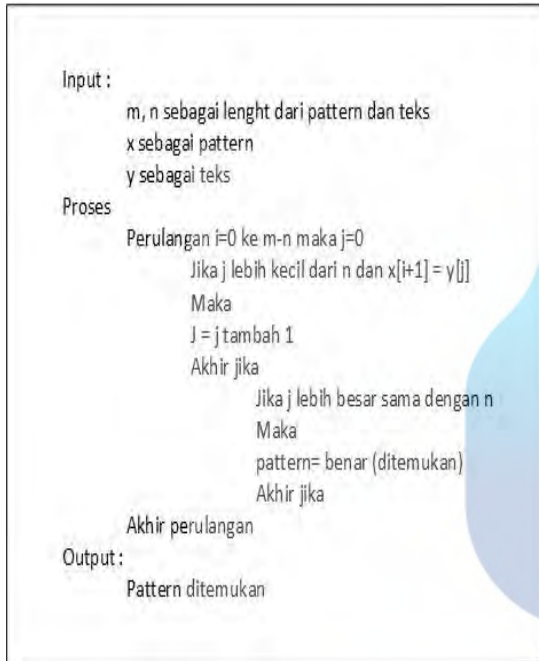 Input :
m, n sebagai lenght dari pattern dan teks
x sebagai pattern
y sebagai teks
Proses
Perulangan i=0 ke m-n maka j=0
Jika j lebih kecil dari n dan x[i+1] = y[j]
Maka
J = j tambah 1
Akhir jika
Jika j lebih besar sama dengan n
Maka
pattern= benar (ditemukan)
Akhir jika
Akhir perulangan
Output :
Pattern ditemukan